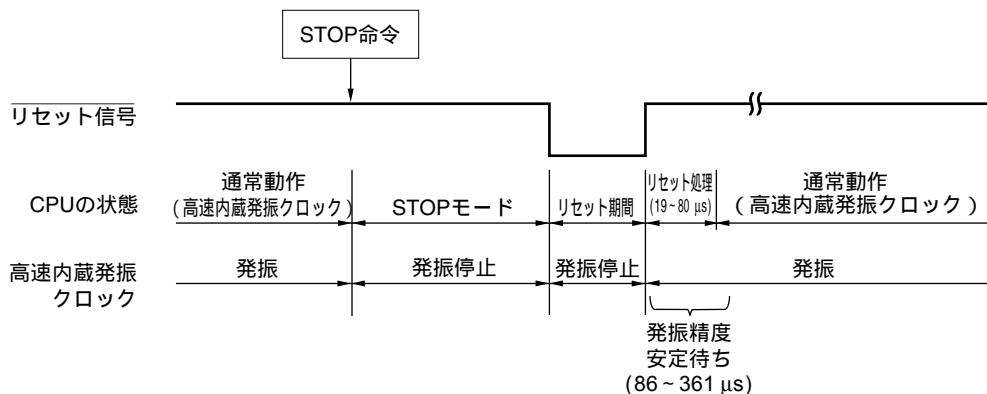 STOP命令
リセット信号
CPUの状態
通常動作
(高速内蔵発振クロック)
STOPモード
リセット期間
リセット処理
(19~80 μs)
通常動作
(高速内蔵発振クロック)
高速内蔵発振
クロック
発振
発振停止
発振停止
発振
発振精度
安定待ち
(86~361 μs)